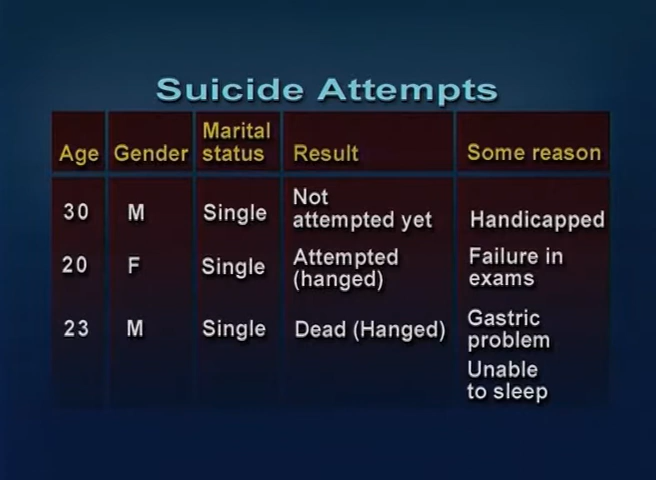 Suicide Attempts
Age Gender Marital status Result Some reason
30 M Single Not attempted yet Handicapped
20 F Single Attempted (hanged) Failure in exams
23 M Single Dead (Hanged) Gastric problem
Unable to sleep